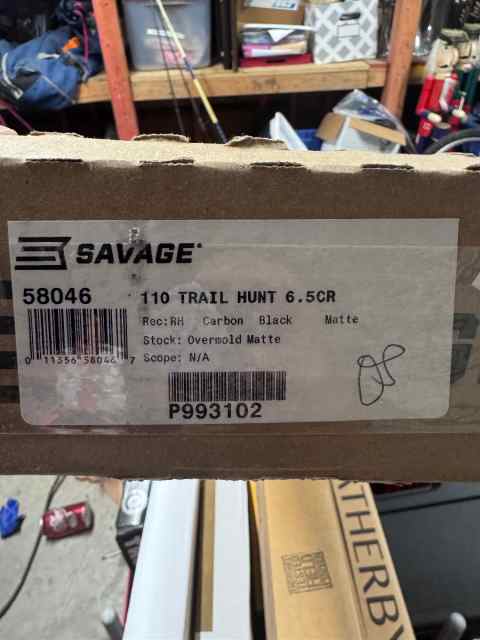 SAVAGE
58046 110 TRAIL HUNT 6.5CR
Rec:RH Carbon Black Matte
Stock: Overmold Matte
0 11356 58046 7 Scope: N/A
P993102
ATHERBY